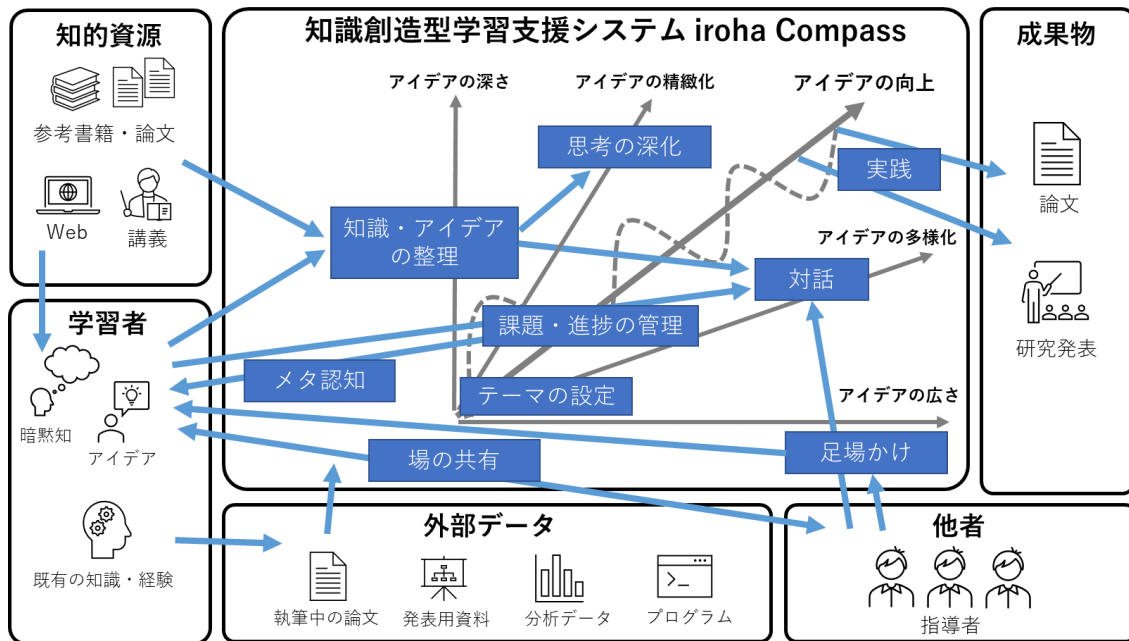 知的資源
参考書籍・論文
Web
講義
知識創造型学習支援システム iroha Compass
アイデアの深さ
アイデアの精緻化
アイデアの向上
思考の深化
実践
知識・アイデア
の整理
アイデアの多様化
対話
課題・進捗の管理
メタ認知
テーマの設定
アイデアの広さ
場の共有
足場かけ
成果物
論文
研究発表
学習者
暗黙知
アイデア
既有の知識・経験
外部データ
執筆中の論文
発表用資料
分析データ
プログラム
他者
指導者